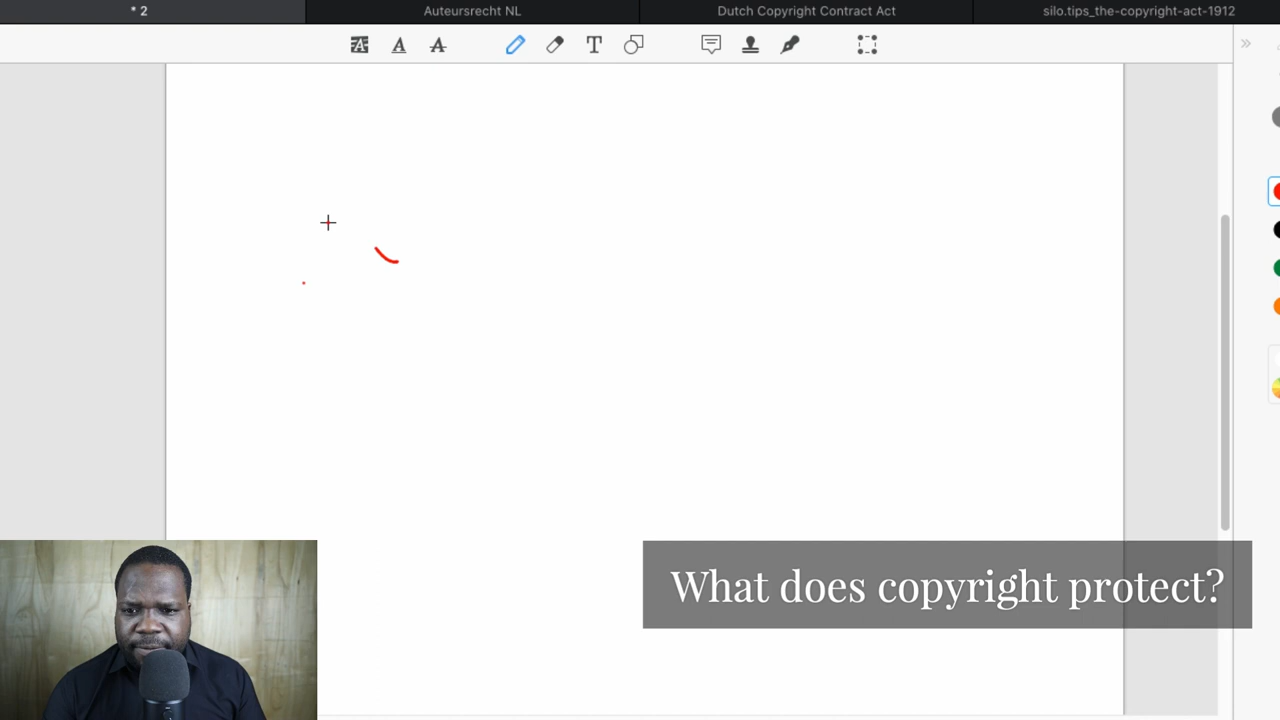 * 2
Auteursrecht NL
Dutch Copyright Contract Act
silo.tips_the-copyright-act-1912
A A A T
What does copyright protect?